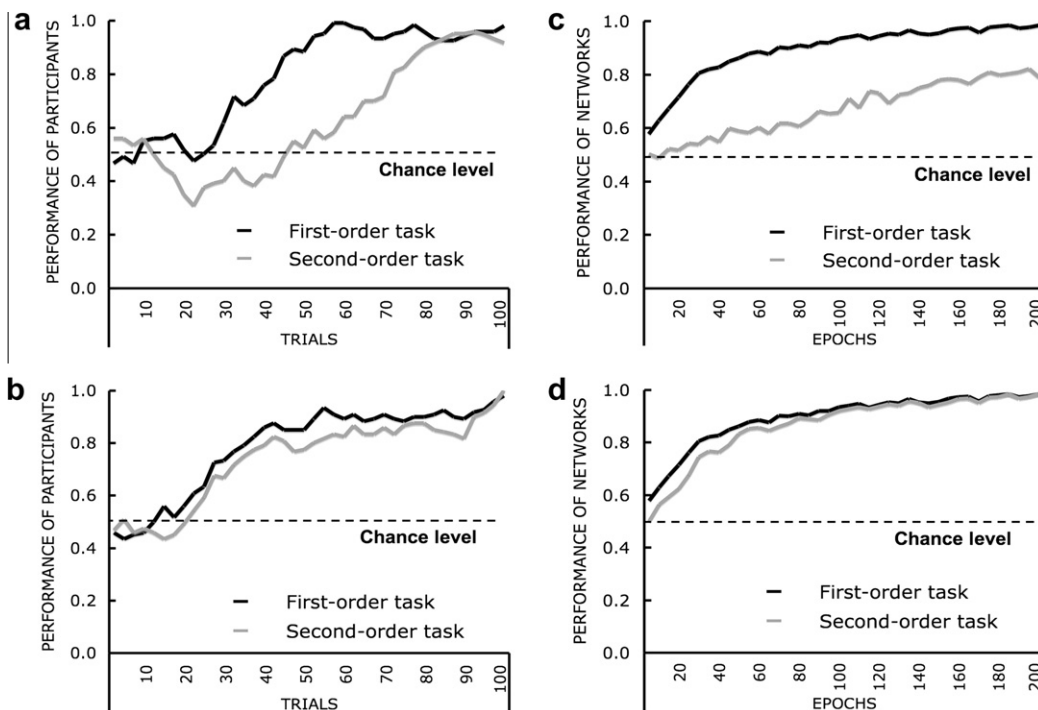 a
PERFORMANCE OF PARTICIPANTS
1.0
0.8
0.6
0.4
0.2
0.0
Chance level
First-order task
Second-order task
10 20 30 40 50 60 70 80 90 100
TRIALS
c
PERFORMANCE OF NETWORKS
1.0
0.8
0.6
0.4
0.2
0.0
Chance level
First-order task
Second-order task
20 40 60 80 100 120 140 160 180 200
EPOCHS
b
PERFORMANCE OF PARTICIPANTS
1.0
0.8
0.6
0.4
0.2
0.0
Chance level
First-order task
Second-order task
10 20 30 40 50 60 70 80 90 100
TRIALS
d
PERFORMANCE OF NETWORKS
1.0
0.8
0.6
0.4
0.2
0.0
Chance level
First-order task
Second-order task
20 40 60 80 100 120 140 160 180 200
EPOCHS